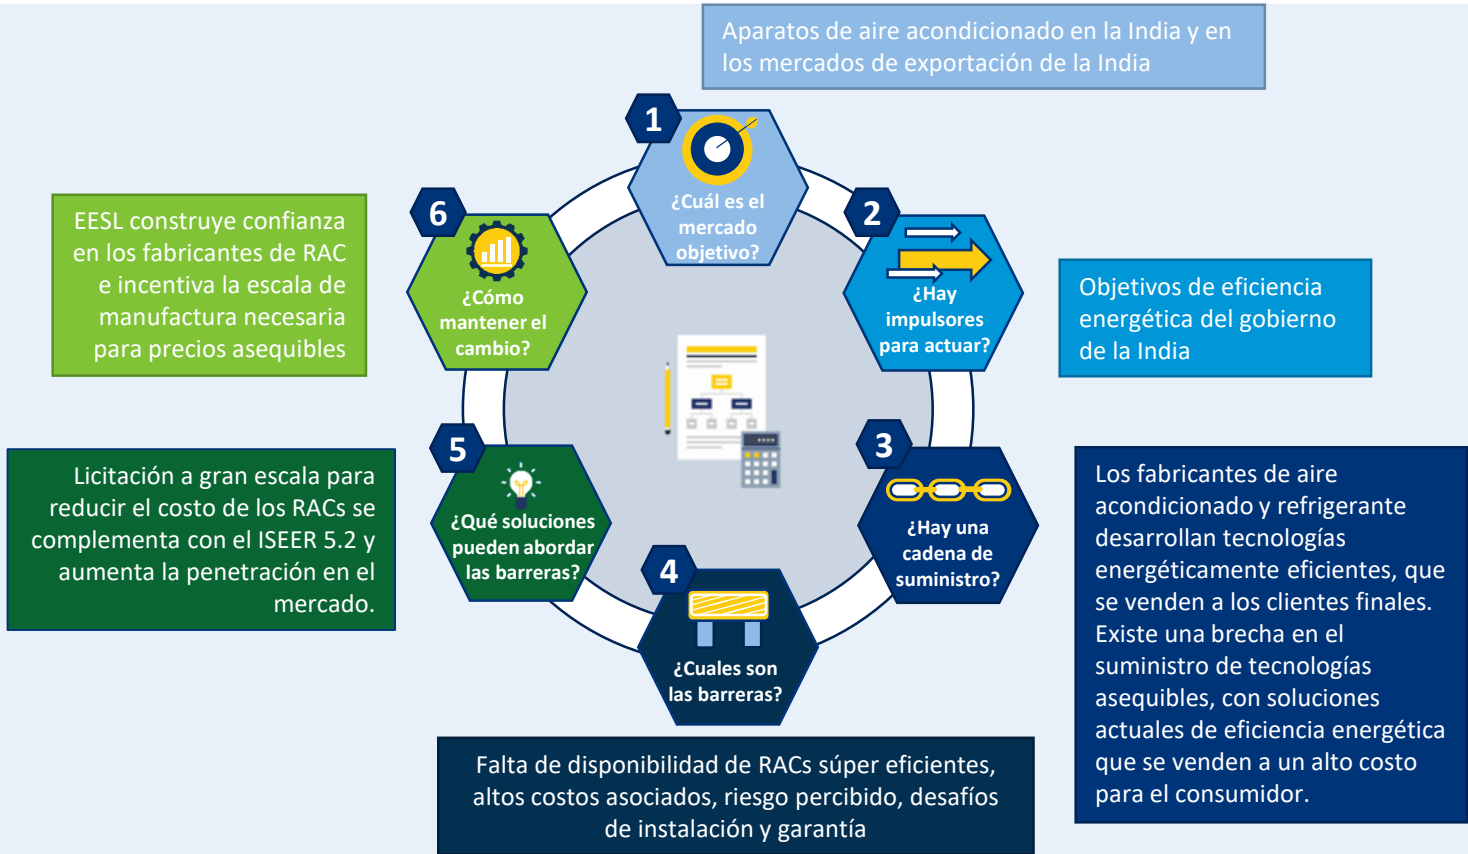 Aparatos de aire acondicionado en la India y en
los mercados de exportación de la India
1
¿Cuál es el
mercado
objetivo?
2
¿Hay
impulsores
para actuar?
Objetivos de eficiencia
energética del gobierno
de la India
3
¿Hay una
cadena de
suministro?
Los fabricantes de aire
acondicionado y refrigerante
desarrollan tecnologías
energéticamente eficientes, que
se venden a los clientes finales.
Existe una brecha en el
suministro de tecnologías
asequibles, con soluciones
actuales de eficiencia energética
que se venden a un alto costo
para el consumidor.
4
¿Cuales son
las barreras?
Falta de disponibilidad de RACs súper eficientes,
altos costos asociados, riesgo percibido, desafíos
de instalación y garantía
5
¿Qué soluciones
pueden abordar
las barreras?
Licitación a gran escala para
reducir el costo de los RACs se
complementa con el ISEER 5.2 y
aumenta la penetración en el
mercado.
6
¿Cómo
mantener el
cambio?
EESL construye confianza
en los fabricantes de RAC
e incentiva la escala de
manufactura necesaria
para precios asequibles